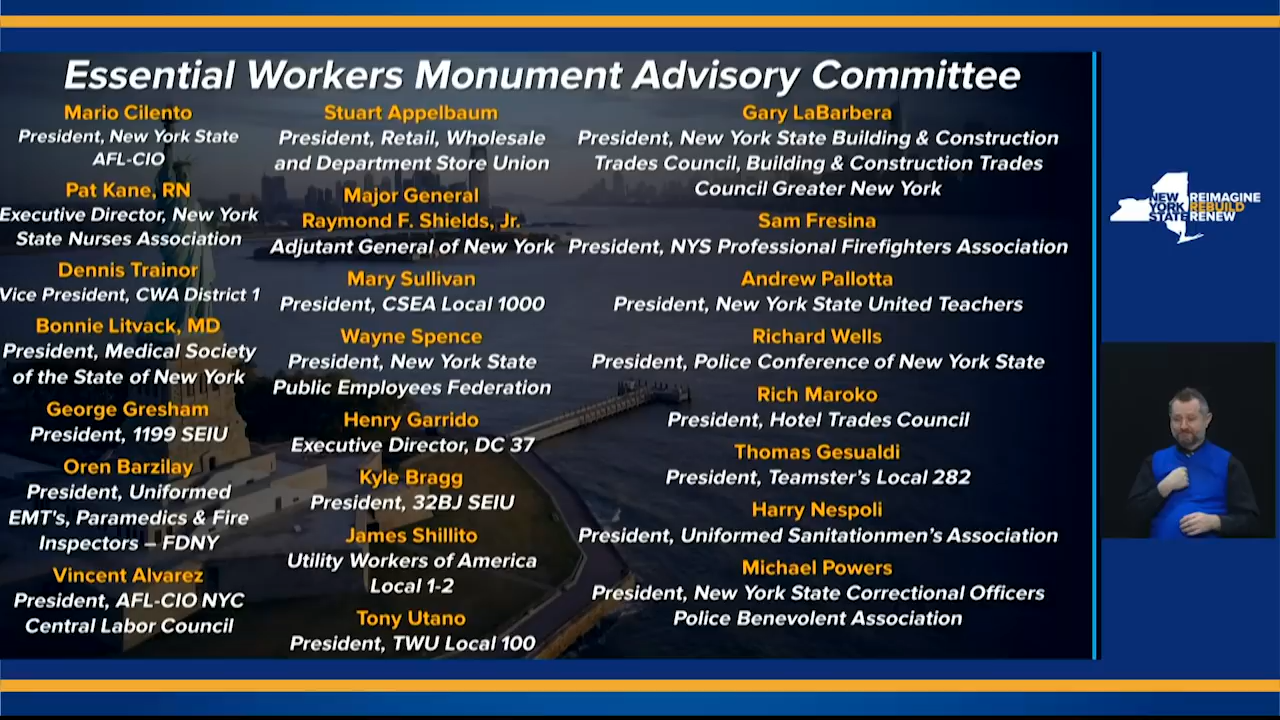 Essential Workers Monument Advisory Committee
Mario Cilento
President, New York State
AFL-CIO
Pat Kane, RN
Executive Director, New York
State Nurses Association
Dennis Trainor
Vice President, CWA District 1
Bonnie Litvack, MD
President, Medical Society
of the State of New York
George Gresham
President, 1199 SEIU
Oren Barzilay
President, Uniformed
EMT's, Paramedics & Fire
Inspectors – FDNY
Vincent Alvarez
President, AFL-CIO NYC
Central Labor Council
Stuart Appelbaum
President, Retail, Wholesale
and Department Store Union
Major General
Raymond F. Shields, Jr.
Adjutant General of New York
Mary Sullivan
President, CSEA Local 1000
Wayne Spence
President, New York State
Public Employees Federation
Henry Garrido
Executive Director, DC 37
Kyle Bragg
President, 32BJ SEIU
James Shillito
Utility Workers of America
Local 1-2
Tony Utano
President, TWU Local 100
Gary LaBarbera
President, New York State Building & Construction
Trades Council, Building & Construction Trades
Council Greater New York
Sam Fresina
President, NYS Professional Firefighters Association
Andrew Pallotta
President, New York State United Teachers
Richard Wells
President, Police Conference of New York State
Rich Maroko
President, Hotel Trades Council
Thomas Gesualdi
President, Teamster's Local 282
Harry Nespoli
President, Uniformed Sanitationmen's Association
Michael Powers
President, New York State Correctional Officers
Police Benevolent Association
NEW
YORK
STATE
REIMAGINE
REBUILD
RENEW